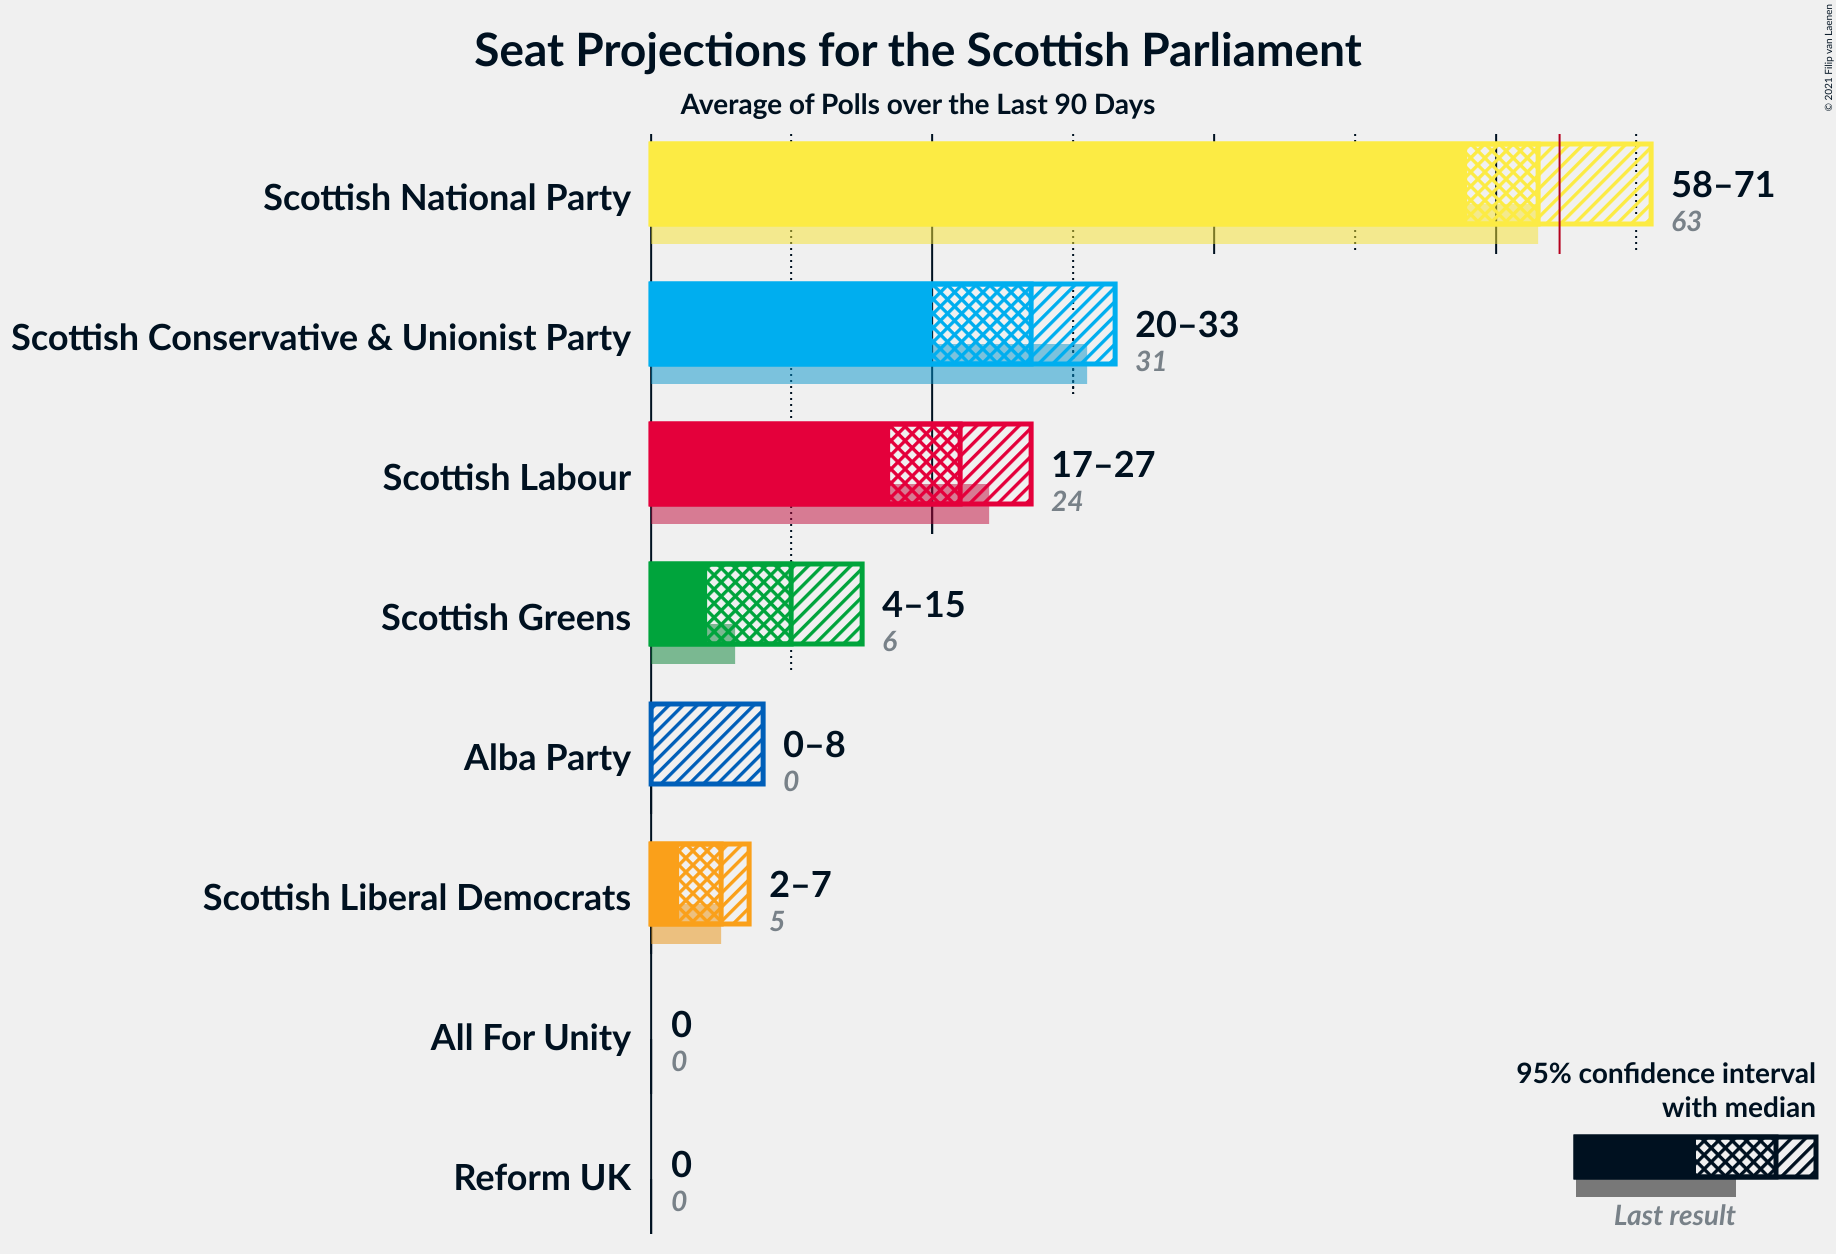 Seat Projections for the Scottish Parliament
Average of Polls over the Last 90 Days
© 2021 Filip van Laenen
Scottish National Party
58–71
63
Scottish Conservative & Unionist Party
20–33
31
Scottish Labour
17–27
24
Scottish Greens
4–15
6
Alba Party
0–8
0
Scottish Liberal Democrats
2–7
5
All For Unity
0
0
Reform UK
0
0
95% confidence interval
with median
Last result